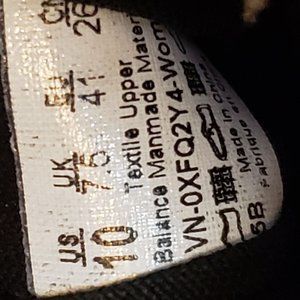 US UK EU CM
10 7.5 41 26
Textile Upper
Balance Manmade Mater
VN-0XFQ2Y4-Wom
Made in